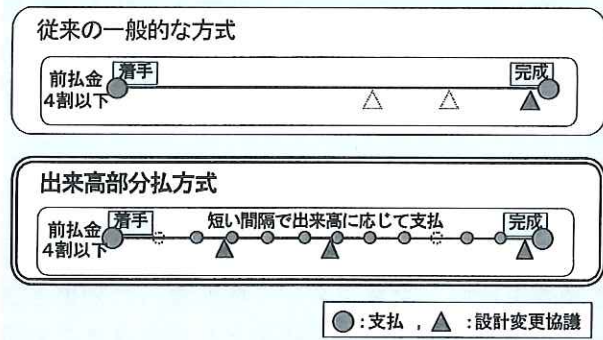 従来の一般的な方式
着手
完成
前払金
4割以下
出来高部分払方式
着手
短い間隔で出来高に応じて支払
完成
前払金
4割以下
●:支払 , ▲ :設計変更協議